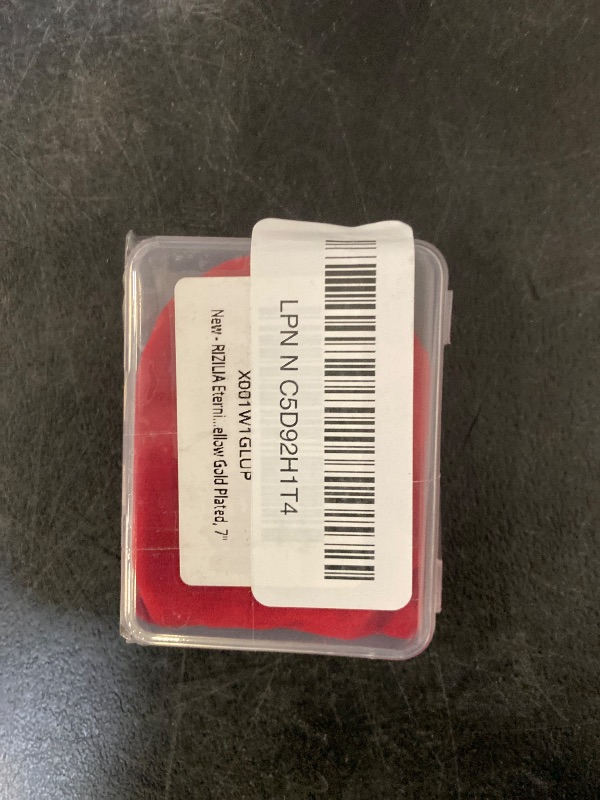 LPN N C5D92H1T4
X001W1GLUP
New - RIZILIA Eterni...ellow Gold Plated, 7"